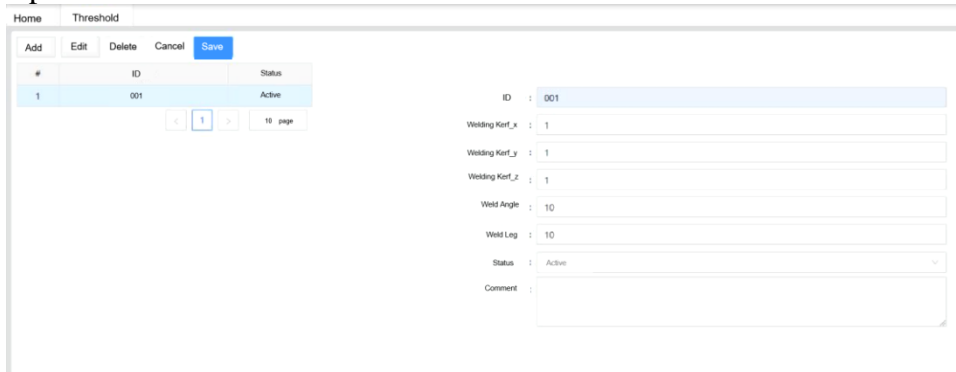 Home Threshold
Add Edit Delete Cancel Save
# ID Status
1 001 Active
< 1 > 10 page
ID : 001
Welding Kerf_x : 1
Welding Kerf_y : 1
Welding Kerf_z : 1
Weld Angle : 10
Weld Leg : 10
Status : Active
Comment :